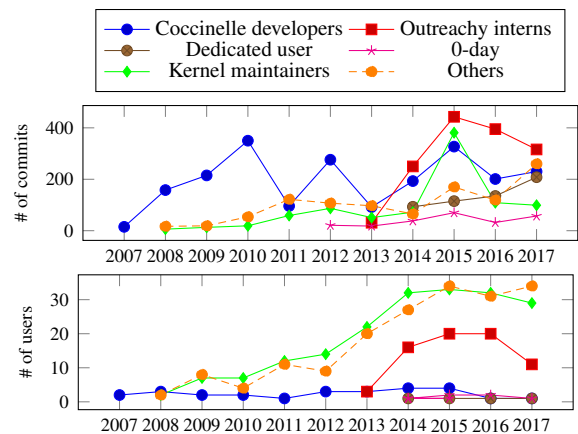 Coccinelle developers Outreachy interns
Dedicated user 0-day
Kernel maintainers Others
# of commits
400
200
0
2007 2008 2009 2010 2011 2012 2013 2014 2015 2016 2017
# of users
30
20
10
0
2007 2008 2009 2010 2011 2012 2013 2014 2015 2016 2017